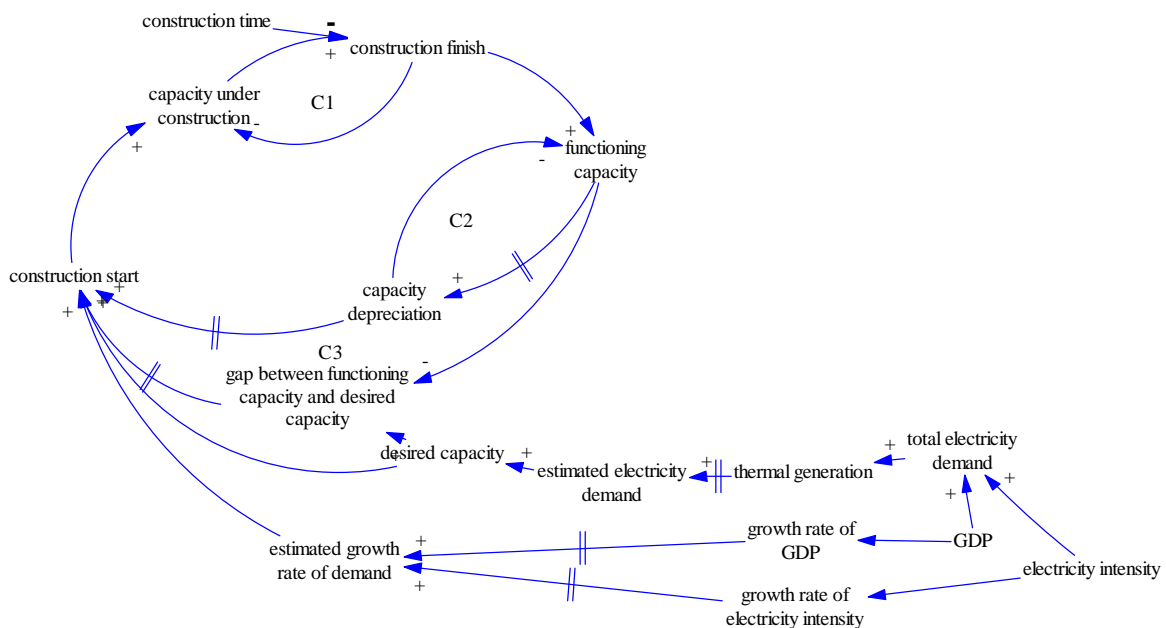 construction time
-
+
construction finish
capacity under
construction
-
C1
+
+
functioning
capacity
-
C2
construction start
+
+
+
+
+
capacity
depreciation
C3
-
gap between functioning
capacity and desired
capacity
+
desired capacity
+
estimated electricity
demand
+
thermal generation
+
total electricity
demand
+
+
growth rate of
GDP
GDP
+
estimated growth
rate of demand
+
electricity intensity
growth rate of
electricity intensity